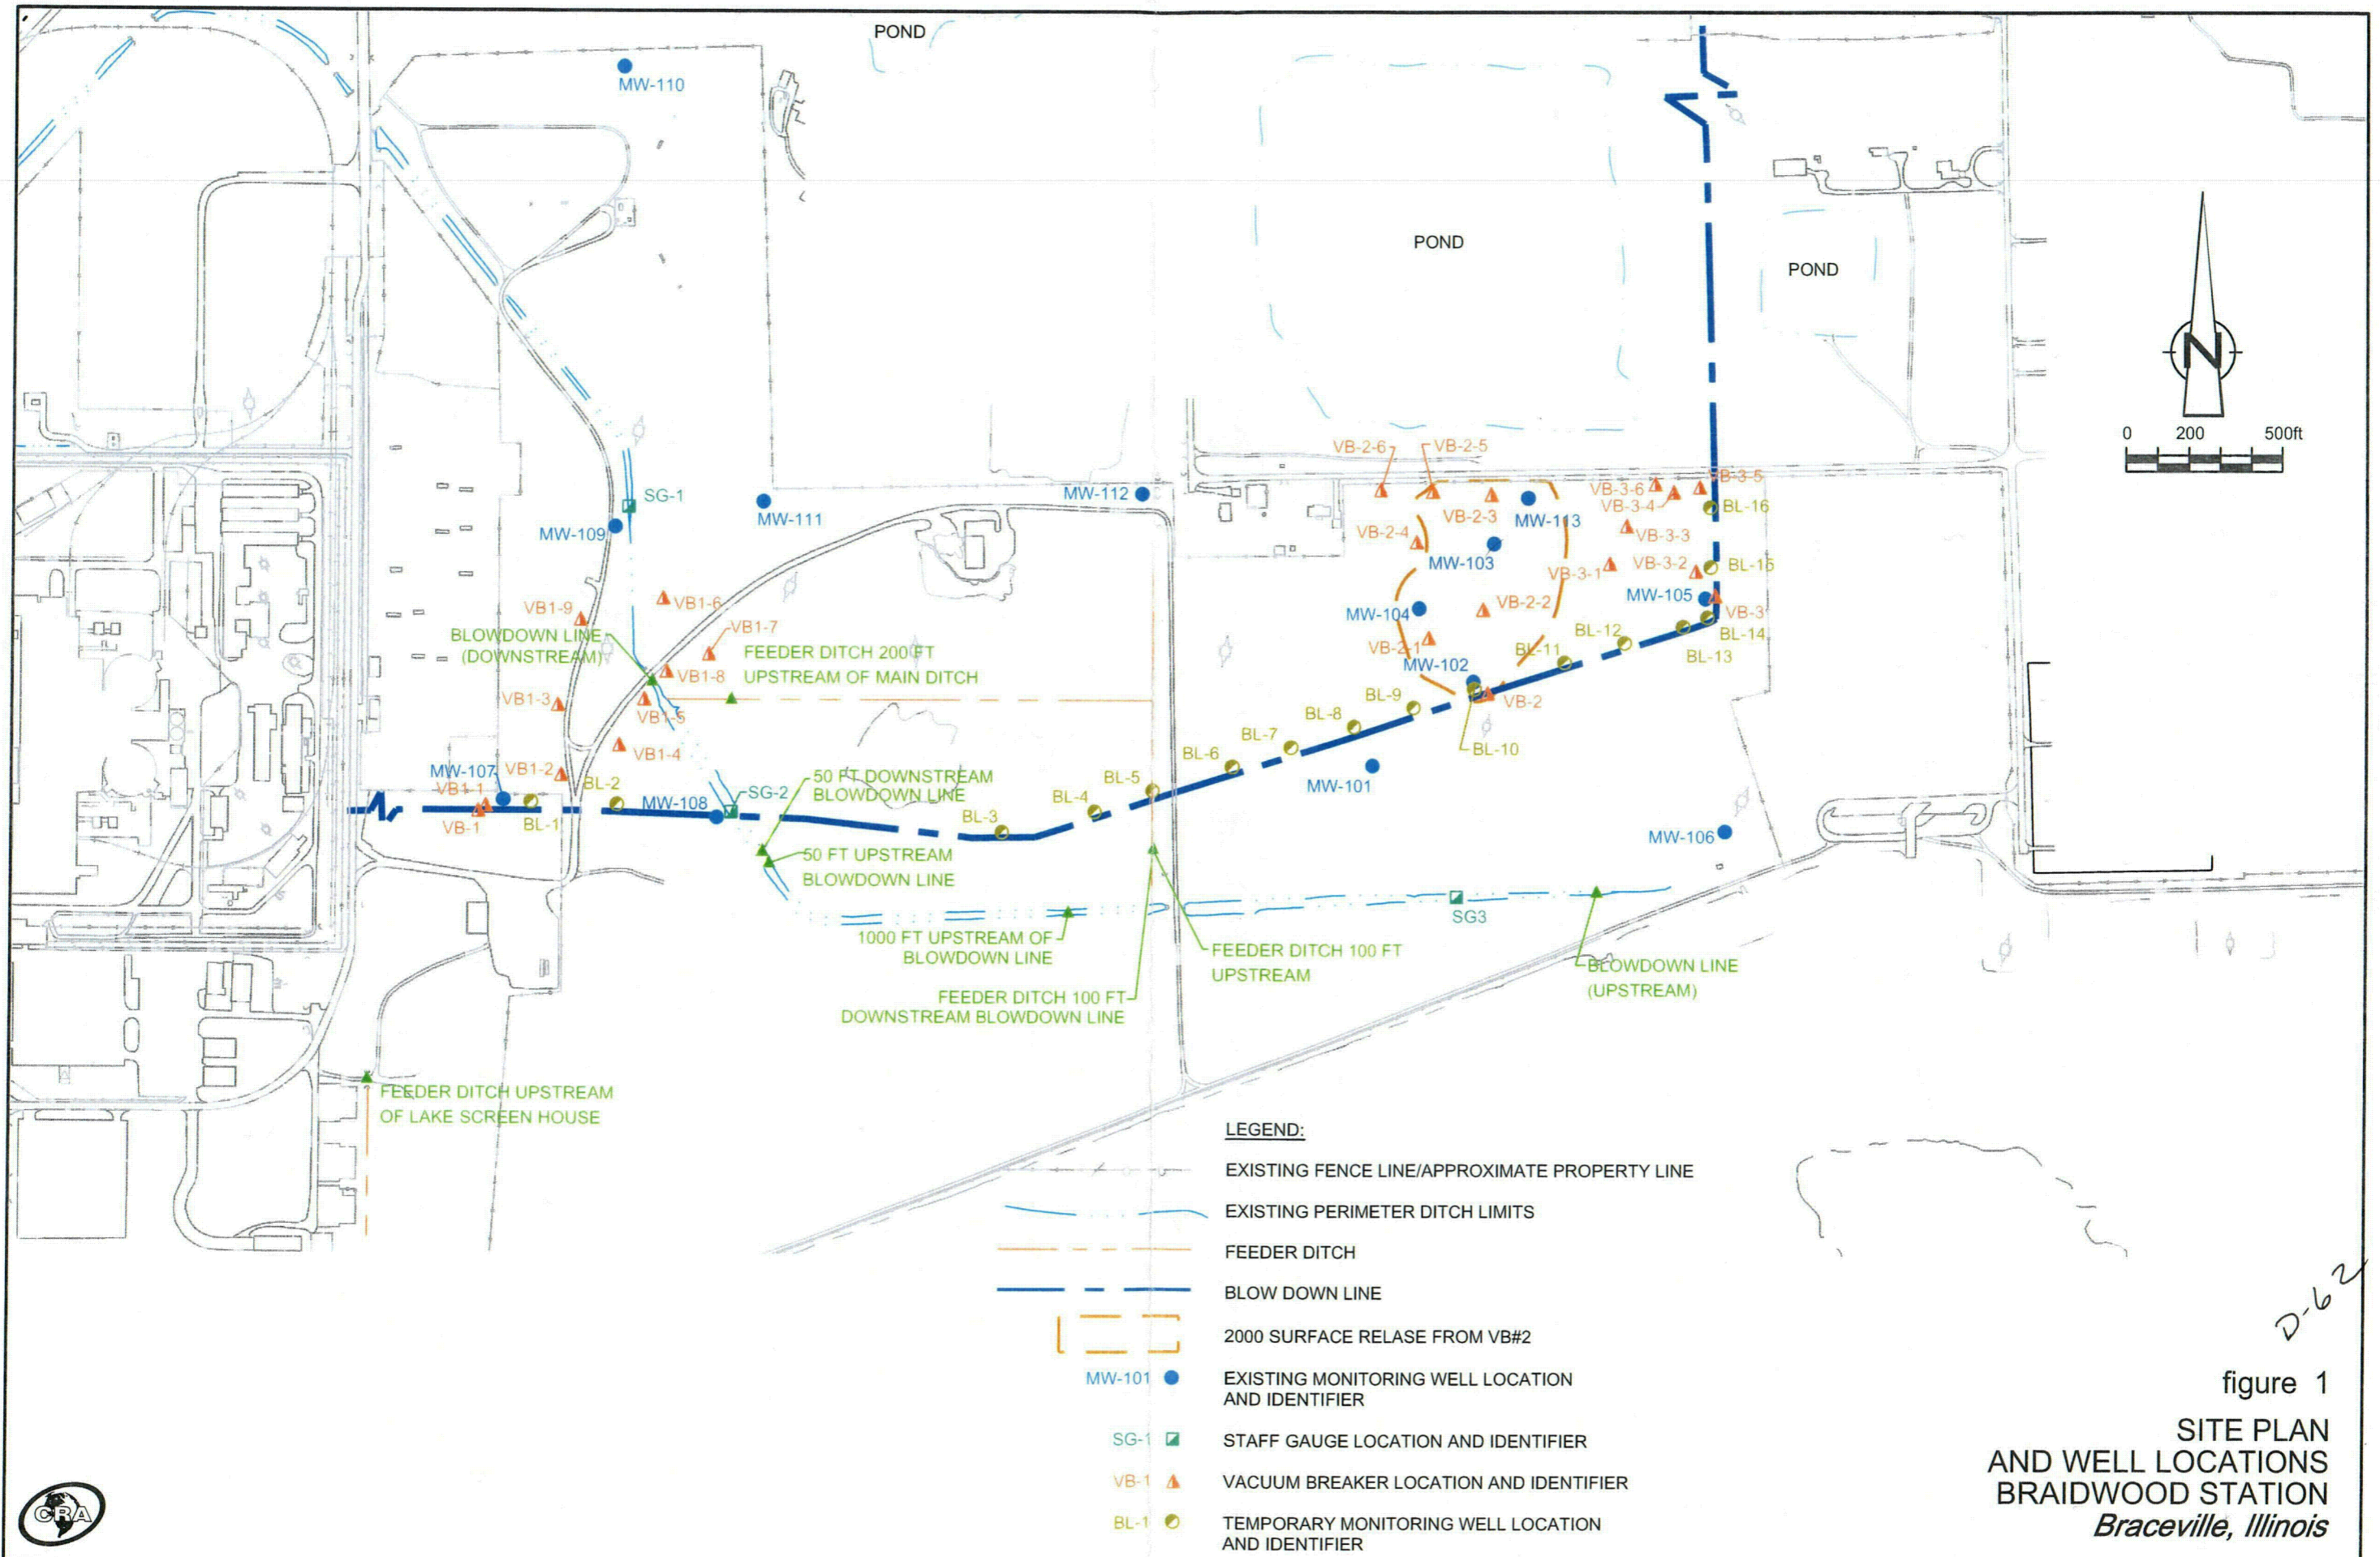 POND
MW-110
POND
POND
N
0 200 500ft
VB-2-6
VB-2-5
SG-1
MW-111
MW-112
MW-109
VB-2-3
MW-113
VB-2-4
MW-103
VB-3-6
VB-3-5
VB-3-4
BL-16
VB-3-3
VB-3-1
VB-3-2
BL-15
MW-105
VB-3
BL-14
BL-13
BL-12
BL-11
MW-104
VB-2-2
VB-2-1
MW-102
VB-2
BL-10
BL-9
BL-8
BL-7
BL-6
BL-5
BL-4
BL-3
MW-101
MW-106
VB1-9
VB1-6
BLOWDOWN LINE
(DOWNSTREAM)
VB1-7
FEEDER DITCH 200 FT
UPSTREAM OF MAIN DITCH
VB1-8
VB1-3
VB1-5
VB1-4
MW-107
VB1-2
VB1-1
BL-2
VB-1
BL-1
MW-108
SG-2
50 FT DOWNSTREAM
BLOWDOWN LINE
50 FT UPSTREAM
BLOWDOWN LINE
1000 FT UPSTREAM OF
BLOWDOWN LINE
FEEDER DITCH 100 FT
UPSTREAM
FEEDER DITCH 100 FT
DOWNSTREAM BLOWDOWN LINE
SG3
BLOWDOWN LINE
(UPSTREAM)
FEEDER DITCH UPSTREAM
OF LAKE SCREEN HOUSE
LEGEND:
EXISTING FENCE LINE/APPROXIMATE PROPERTY LINE
EXISTING PERIMETER DITCH LIMITS
FEEDER DITCH
BLOW DOWN LINE
2000 SURFACE RELASE FROM VB#2
MW-101 EXISTING MONITORING WELL LOCATION
AND IDENTIFIER
SG-1 STAFF GAUGE LOCATION AND IDENTIFIER
VB-1 VACUUM BREAKER LOCATION AND IDENTIFIER
BL-1 TEMPORARY MONITORING WELL LOCATION
AND IDENTIFIER
D-62
figure 1
SITE PLAN
AND WELL LOCATIONS
BRAIDWOOD STATION
Braceville, Illinois
CRA